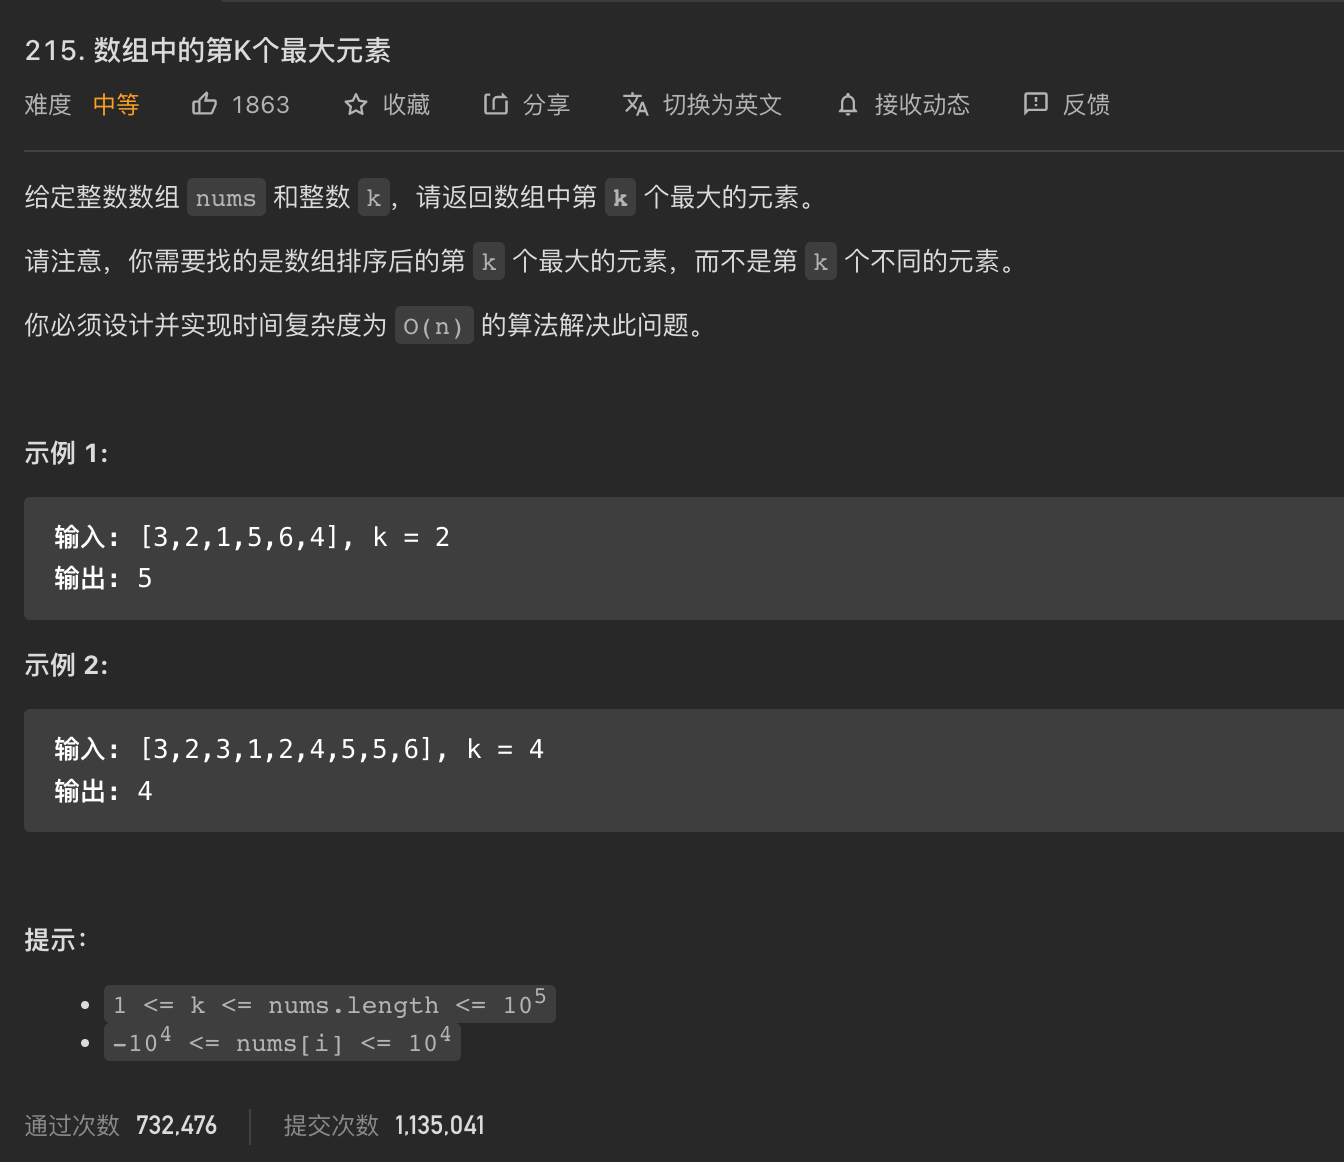 215. 数组中的第K个最大元素
难度 中等 1863 收藏 分享 切换为英文 接收动态 反馈
给定整数数组 nums 和整数 k，请返回数组中第 k 个最大的元素。
请注意，你需要找的是数组排序后的第 k 个最大的元素，而不是第 k 个不同的元素。
你必须设计并实现时间复杂度为 O(n) 的算法解决此问题。
示例 1:
输入: [3,2,1,5,6,4], k = 2
输出: 5
示例 2:
输入: [3,2,3,1,2,4,5,5,6], k = 4
输出: 4
提示：
• 1 <= k <= nums.length <= 10⁵
• -10⁴ <= nums[i] <= 10⁴
通过次数 732,476 提交次数 1,135,041